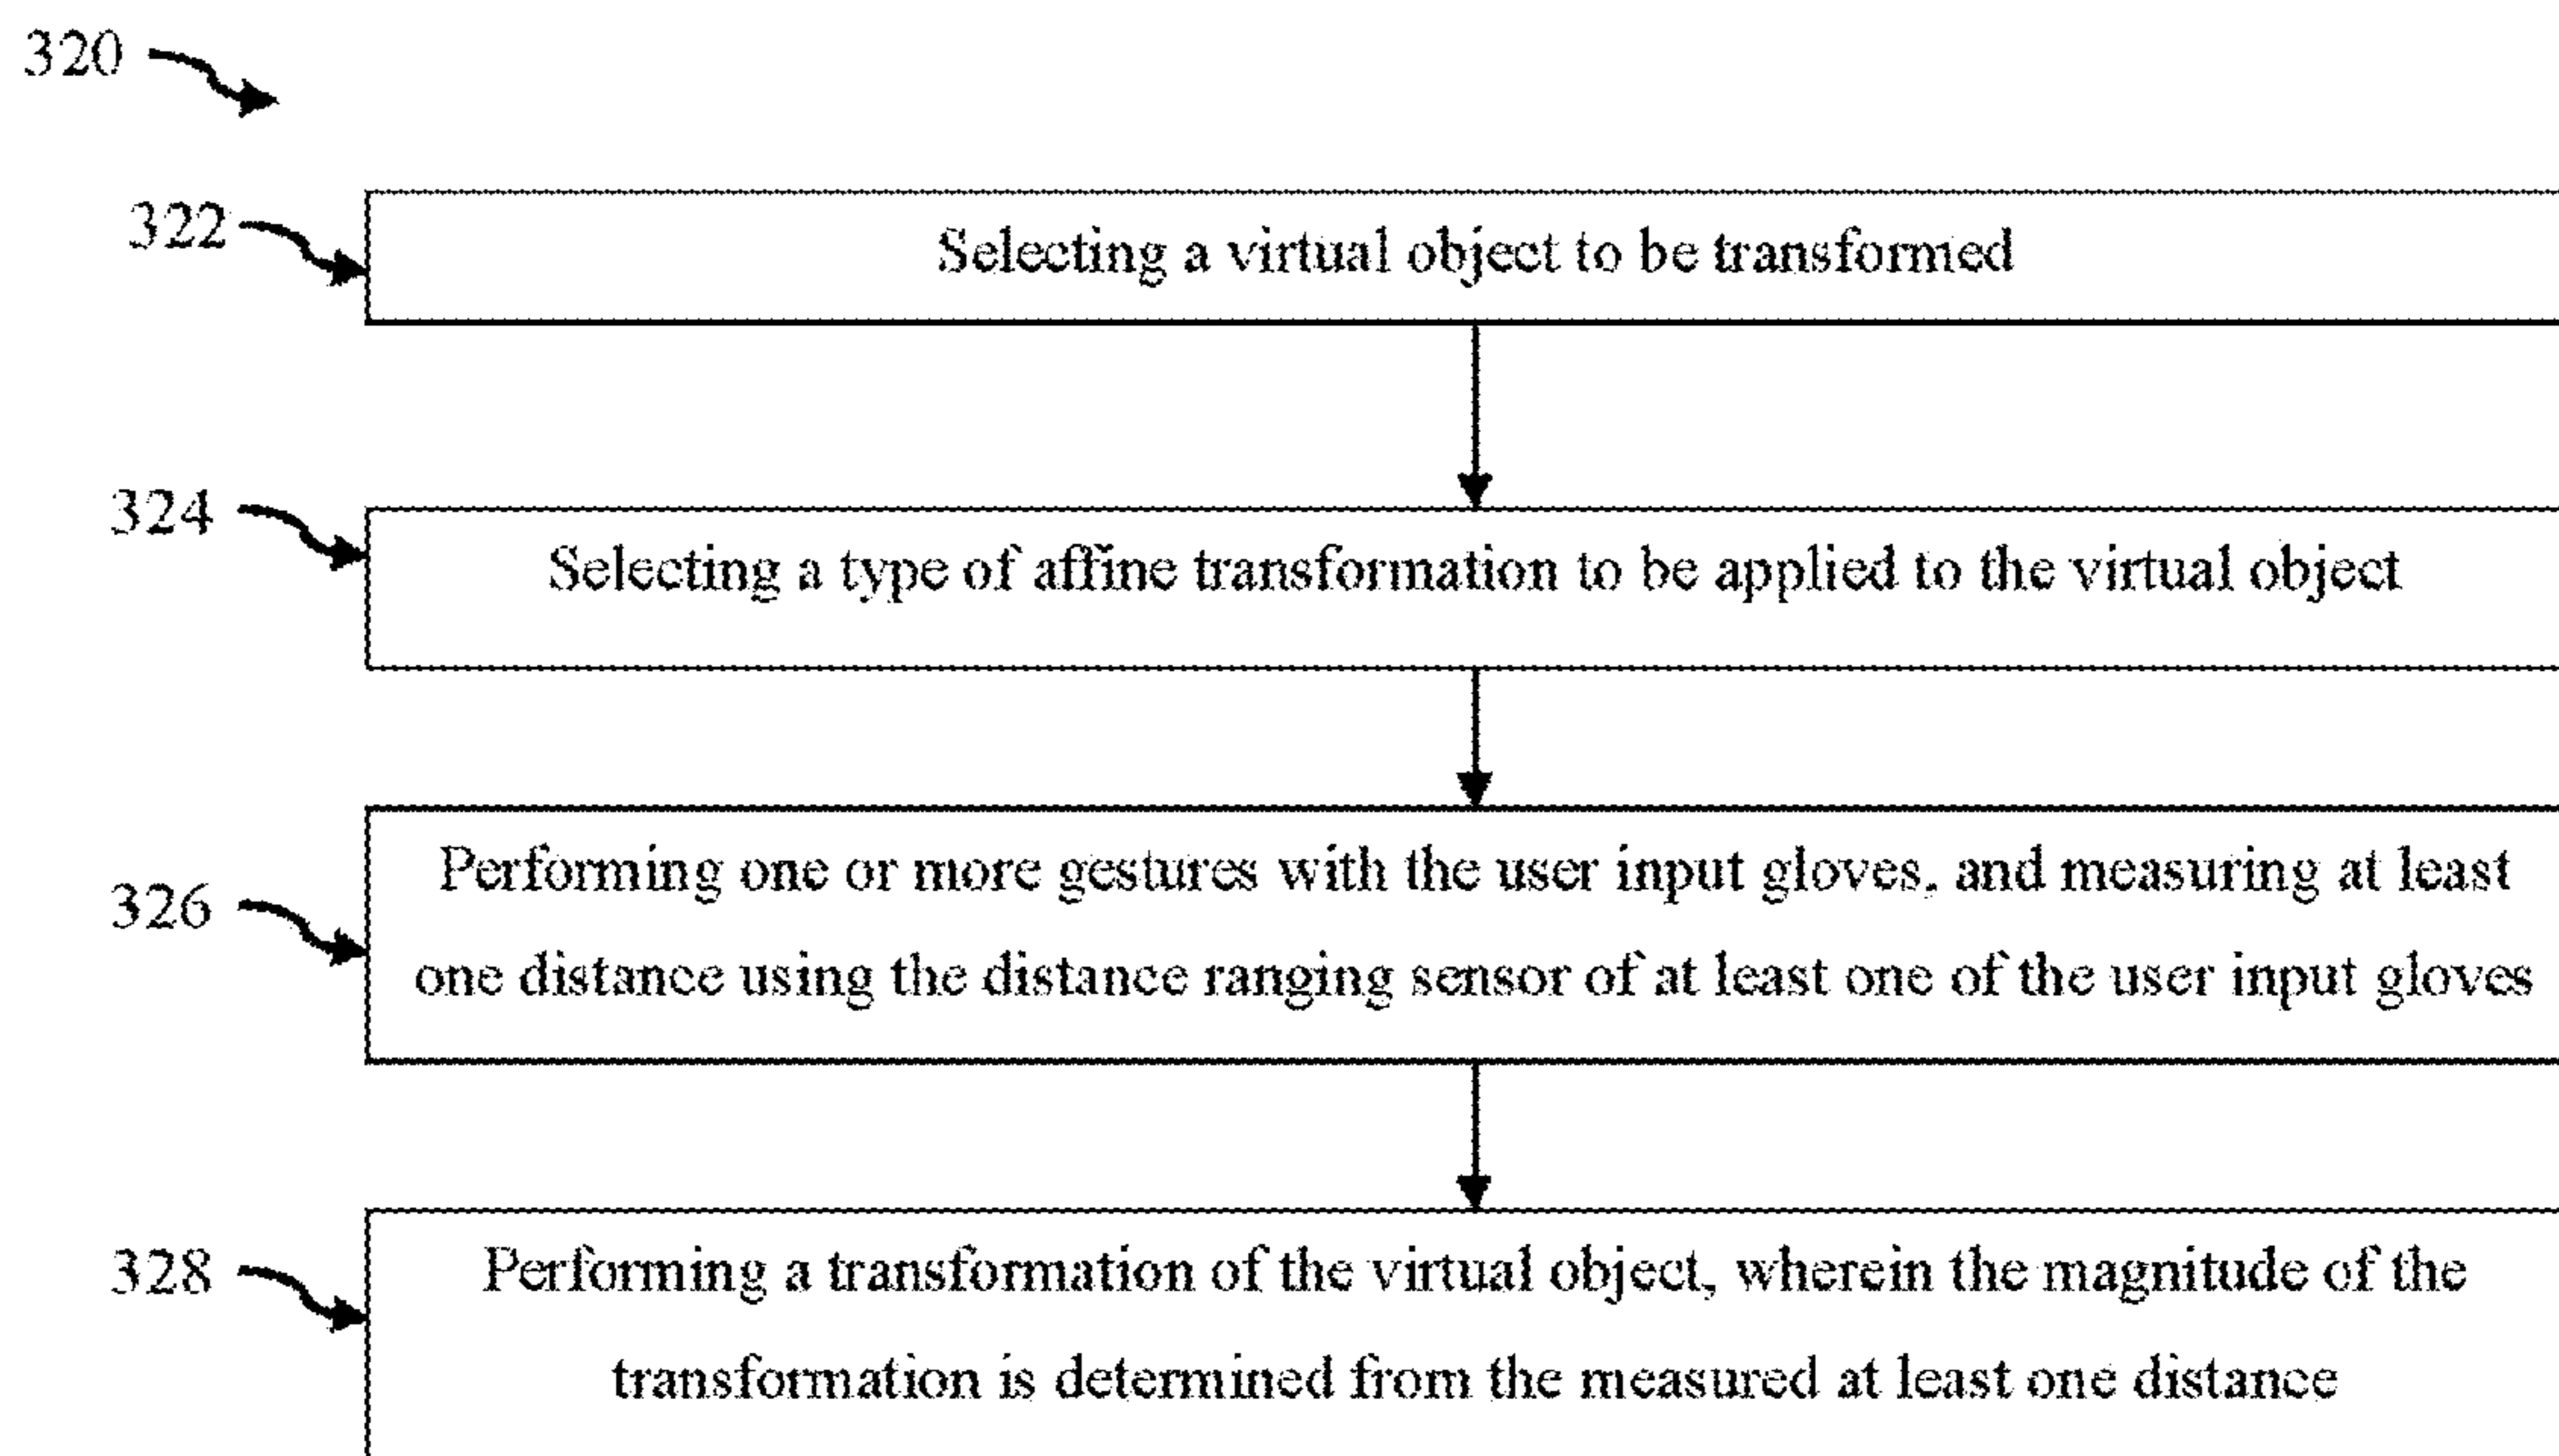 320
322
Selecting a virtual object to be transformed
324
Selecting a type of affine transformation to be applied to the virtual object
326
Performing one or more gestures with the user input gloves, and measuring at least
one distance using the distance ranging sensor of at least one of the user input gloves
328
Performing a transformation of the virtual object, wherein the magnitude of the
transformation is determined from the measured at least one distance